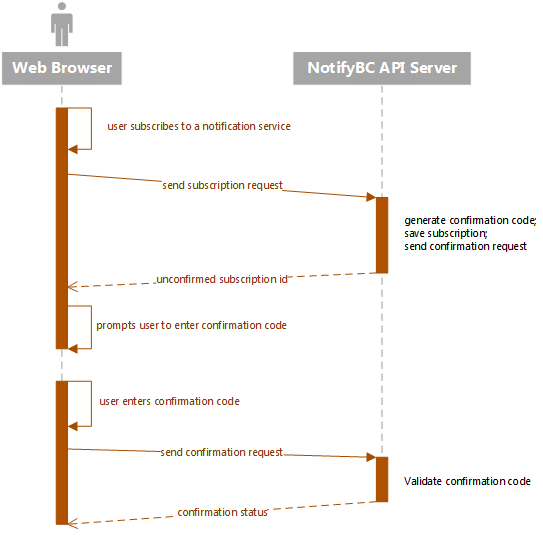 Web Browser
NotifyBC API Server
user subscribes to a notification service
send subscription request
generate confirmation code;
save subscription;
send confirmation request
unconfirmed subscription id
prompts user to enter confirmation code
user enters confirmation code
send confirmation request
Validate confirmation code
confirmation status